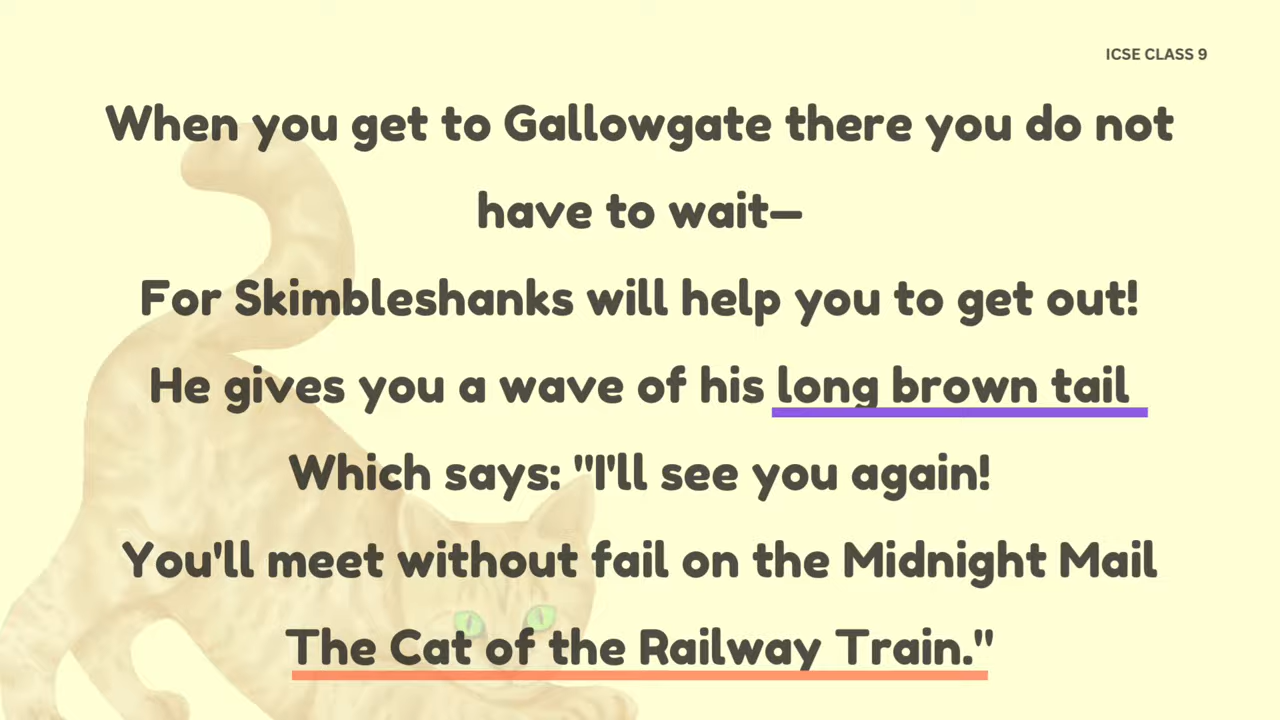 ICSE CLASS 9
When you get to Gallowgate there you do not
have to wait—
For Skimbleshanks will help you to get out!
He gives you a wave of his long brown tail
Which says: "I'll see you again!
You'll meet without fail on the Midnight Mail
The Cat of the Railway Train."